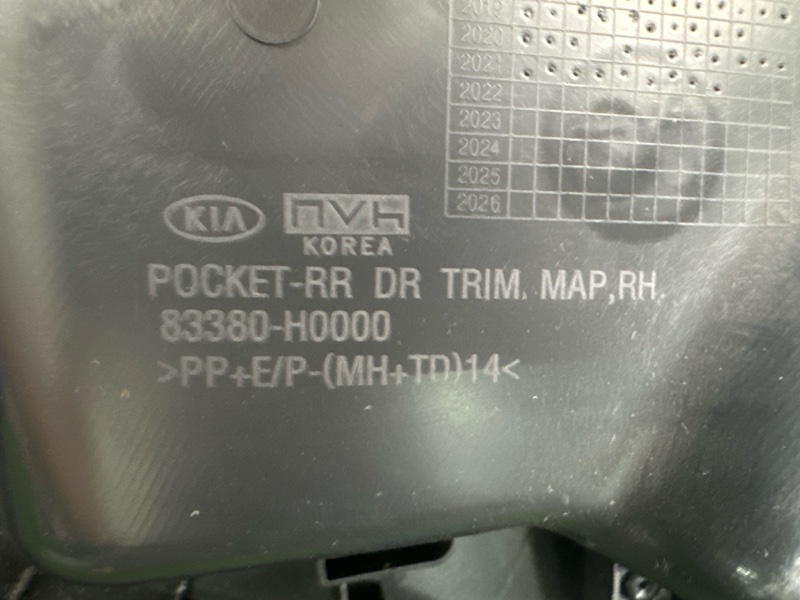 2019
2020
2021
2022
2023
2024
2025
2026
KIA NVH
KOREA
POCKET-RR DR TRIM. MAP,RH.
83380-H0000
>PP+E/P-(MH+TD)14<